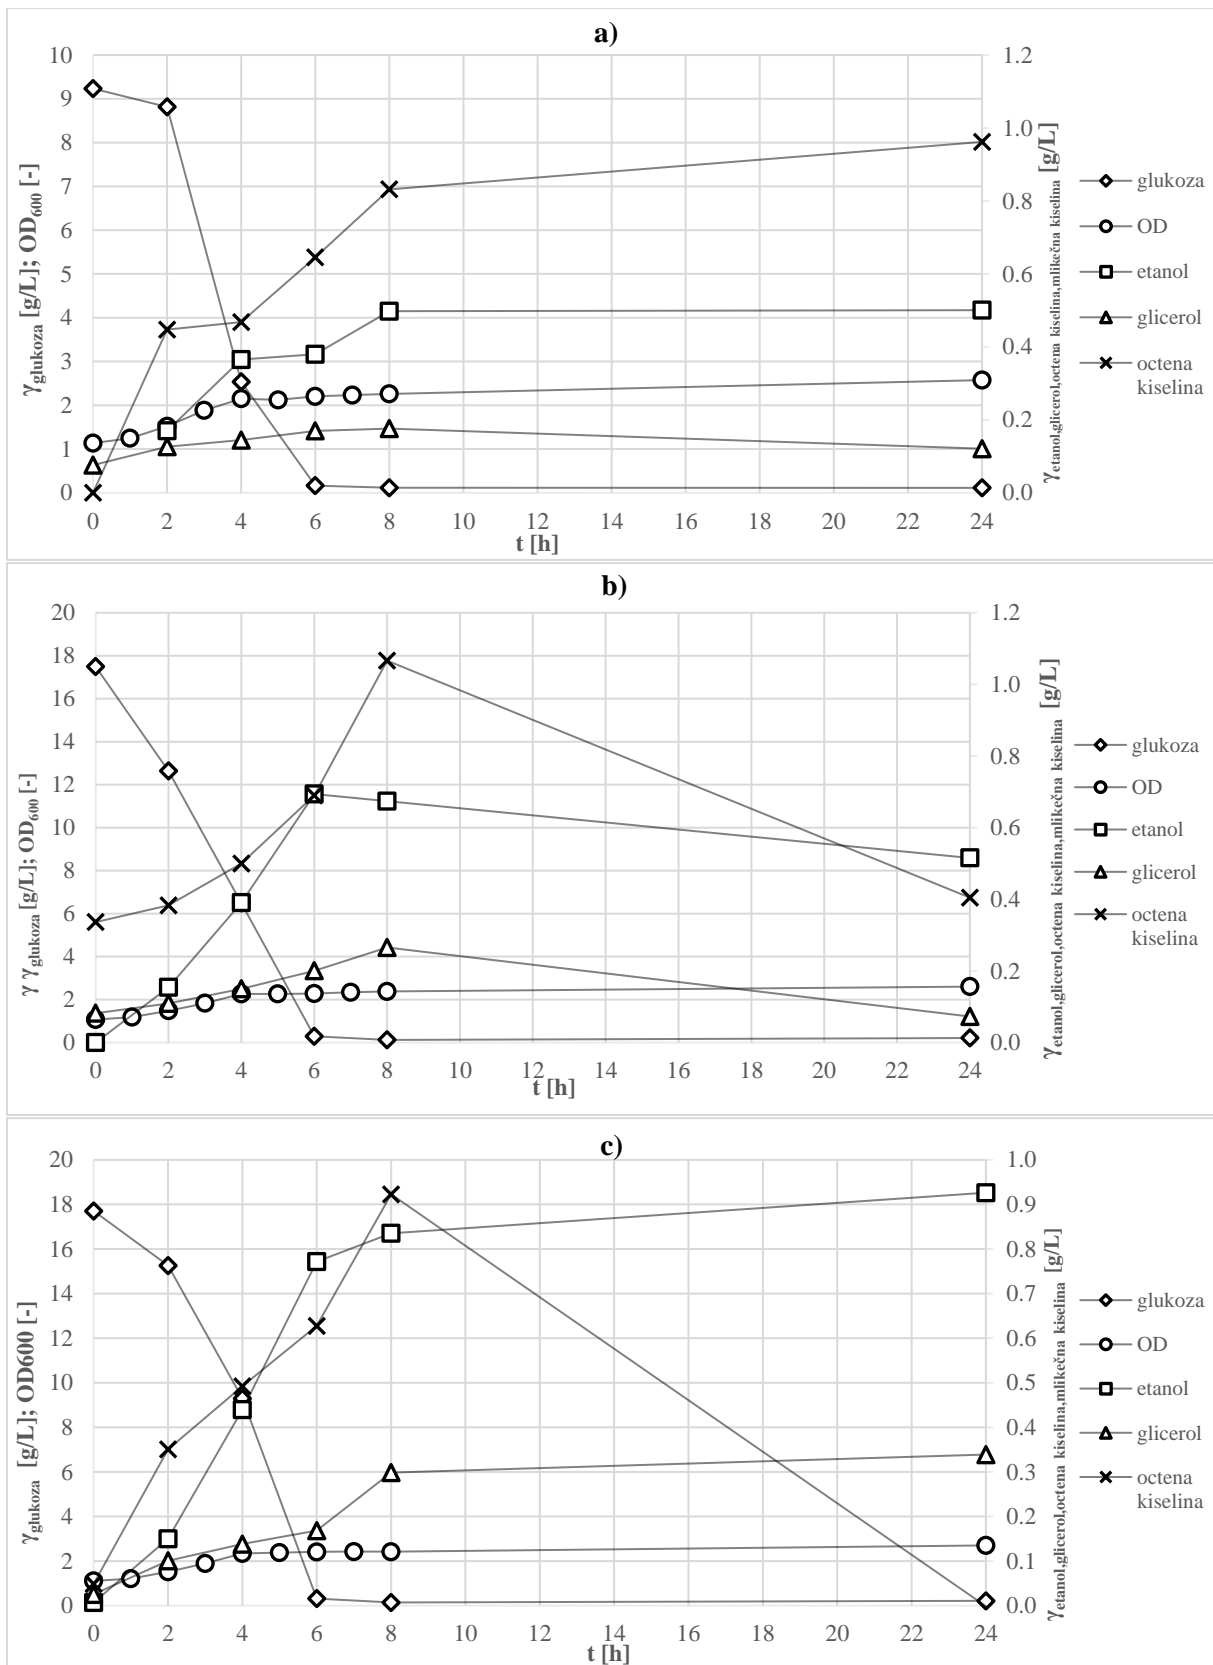 a)
10
9
8
7
6
5
4
3
2
1
0
γglukoza [g/L]; OD600 [-]
1.2
1.0
0.8
0.6
0.4
0.2
0.0
γetanol,glicerol,octena kiselina,mlikečna kiselina [g/L]
0 2 4 6 8 10 12 14 16 18 20 22 24
t [h]
glukoza
OD
etanol
glicerol
octena
kiselina
b)
20
18
16
14
12
10
8
6
4
2
0
γ γglukoza [g/L]; OD600 [-]
1.2
1.0
0.8
0.6
0.4
0.2
0.0
γetanol,glicerol,octena kiselina,mlikečna kiselina [g/L]
0 2 4 6 8 10 12 14 16 18 20 22 24
t [h]
glukoza
OD
etanol
glicerol
octena
kiselina
c)
20
18
16
14
12
10
8
6
4
2
0
γglukoza [g/L]; OD600 [-]
1.0
0.9
0.8
0.7
0.6
0.5
0.4
0.3
0.2
0.1
0.0
γetanol,glicerol,octena kiselina,mlikečna kiselina [g/L]
0 2 4 6 8 10 12 14 16 18 20 22 24
t [h]
glukoza
OD
etanol
glicerol
octena
kiselina